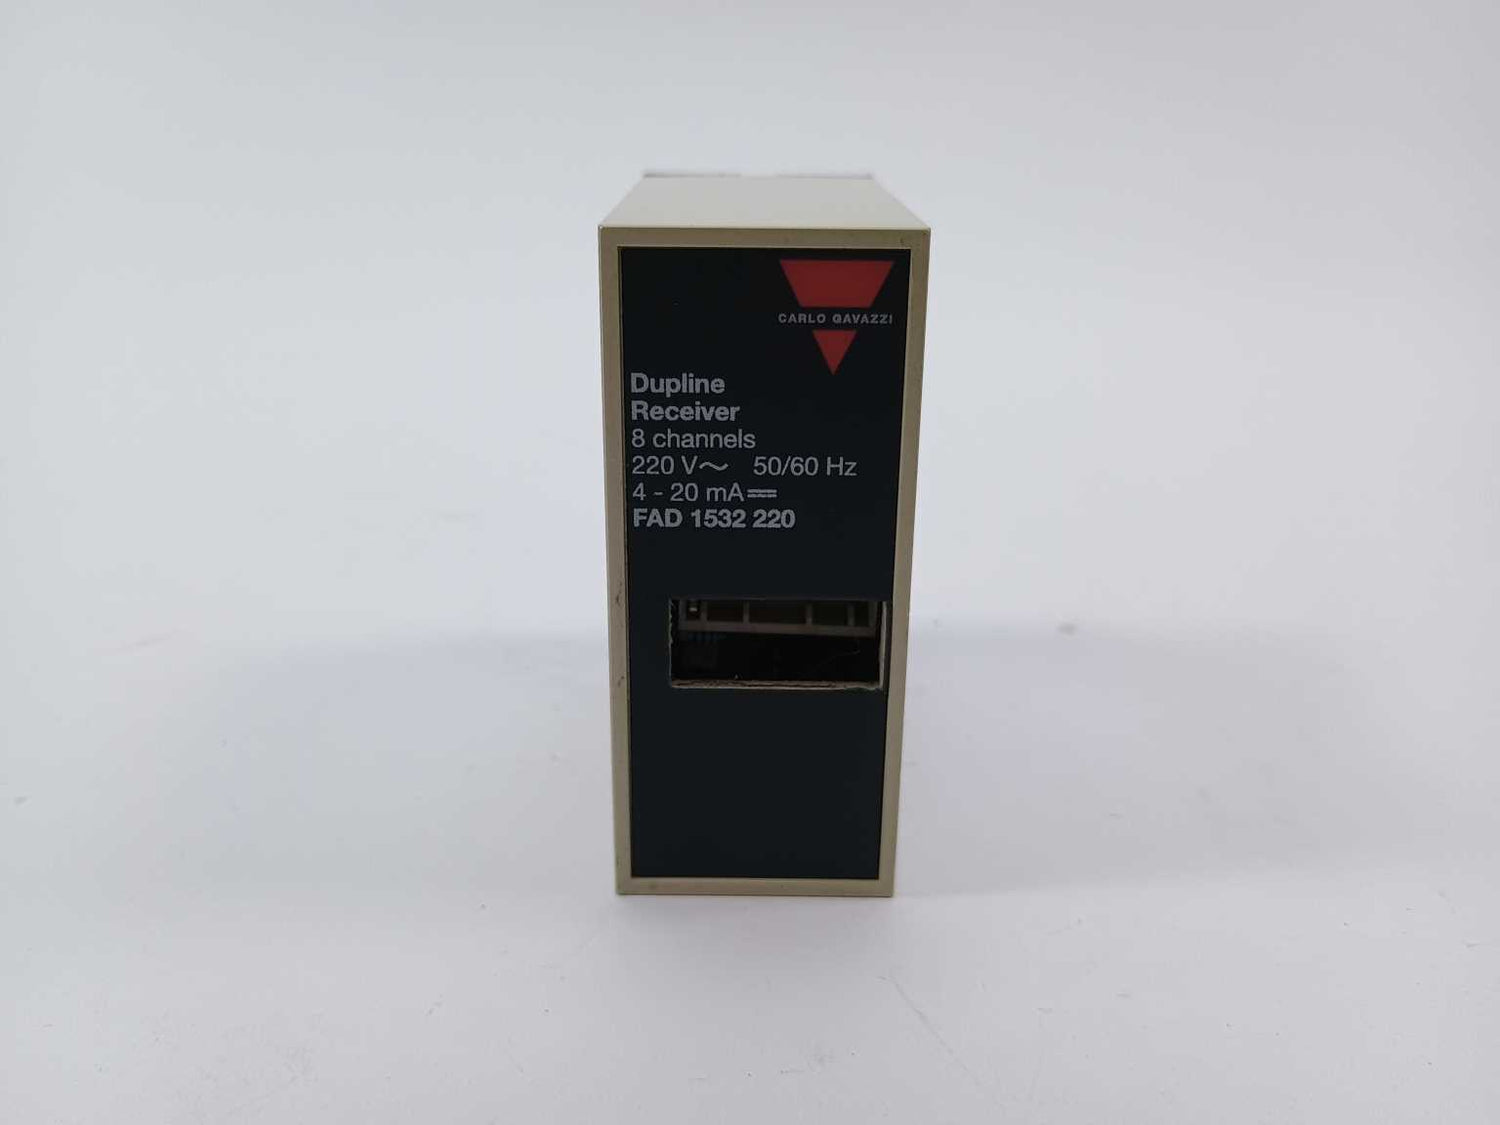 CARLO GAVAZZI
Dupline
Receiver
8 channels
220 V～ 50/60 Hz
4 - 20 mA⎓
FAD 1532 220